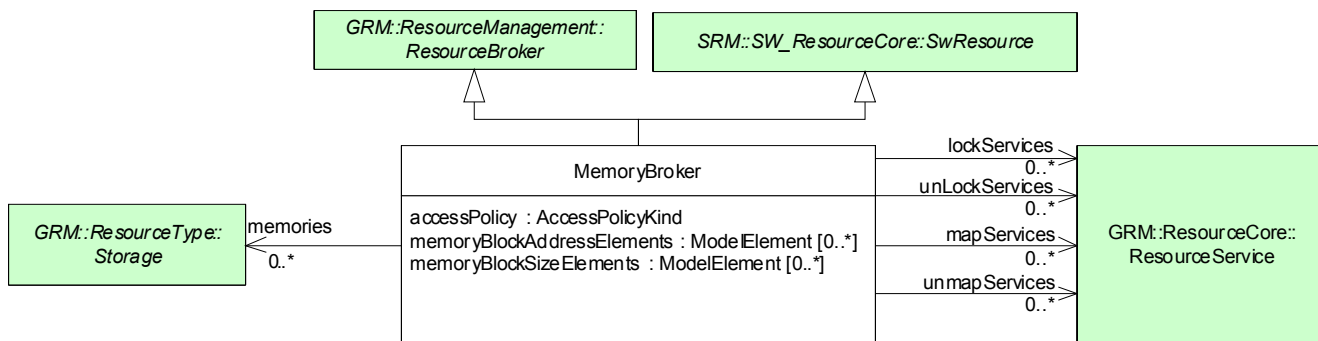 GRM::ResourceManagement::
ResourceBroker
SRM::SW_ResourceCore::SwResource
MemoryBroker
accessPolicy : AccessPolicyKind
memoryBlockAddressElements : ModelElement [0..*]
memoryBlockSizeElements : ModelElement [0..*]
GRM::ResourceType::
Storage
memories
0..*
lockServices
0..*
unLockServices
0..*
mapServices
0..*
unmapServices
0..*
GRM::ResourceCore::
ResourceService